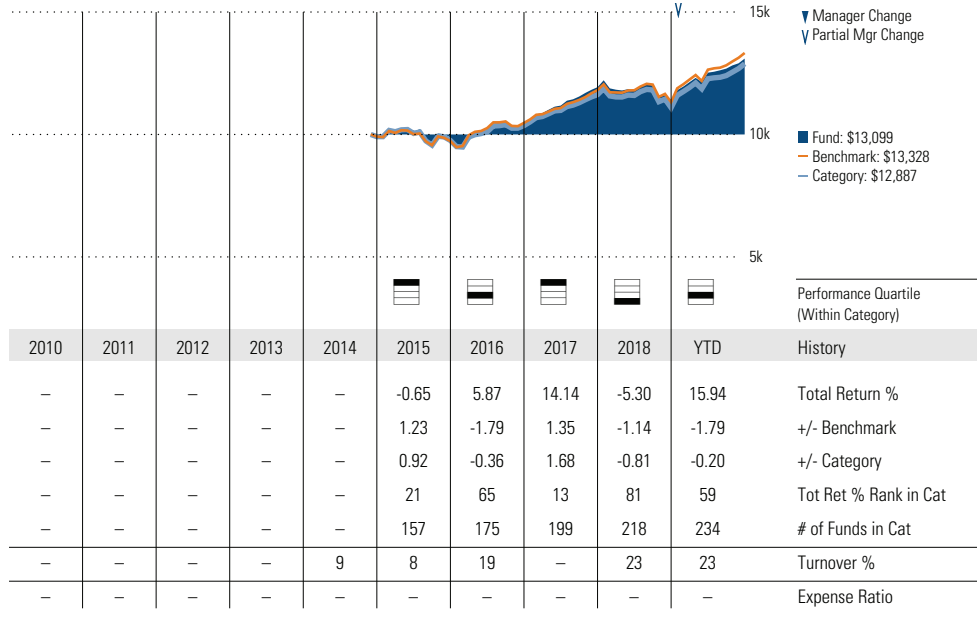 15k
▼ Manager Change
V Partial Mgr Change
10k
Fund: $13,099
Benchmark: $13,328
Category: $12,887
5k
Performance Quartile
(Within Category)
2010 2011 2012 2013 2014 2015 2016 2017 2018 YTD History
– – – – – -0.65 5.87 14.14 -5.30 15.94 Total Return %
– – – – – 1.23 -1.79 1.35 -1.14 -1.79 +/- Benchmark
– – – – – 0.92 -0.36 1.68 -0.81 -0.20 +/- Category
– – – – – 21 65 13 81 59 Tot Ret % Rank in Cat
– – – – – 157 175 199 218 234 # of Funds in Cat
– – – – 9 8 19 – 23 23 Turnover %
– – – – – – – – – – Expense Ratio